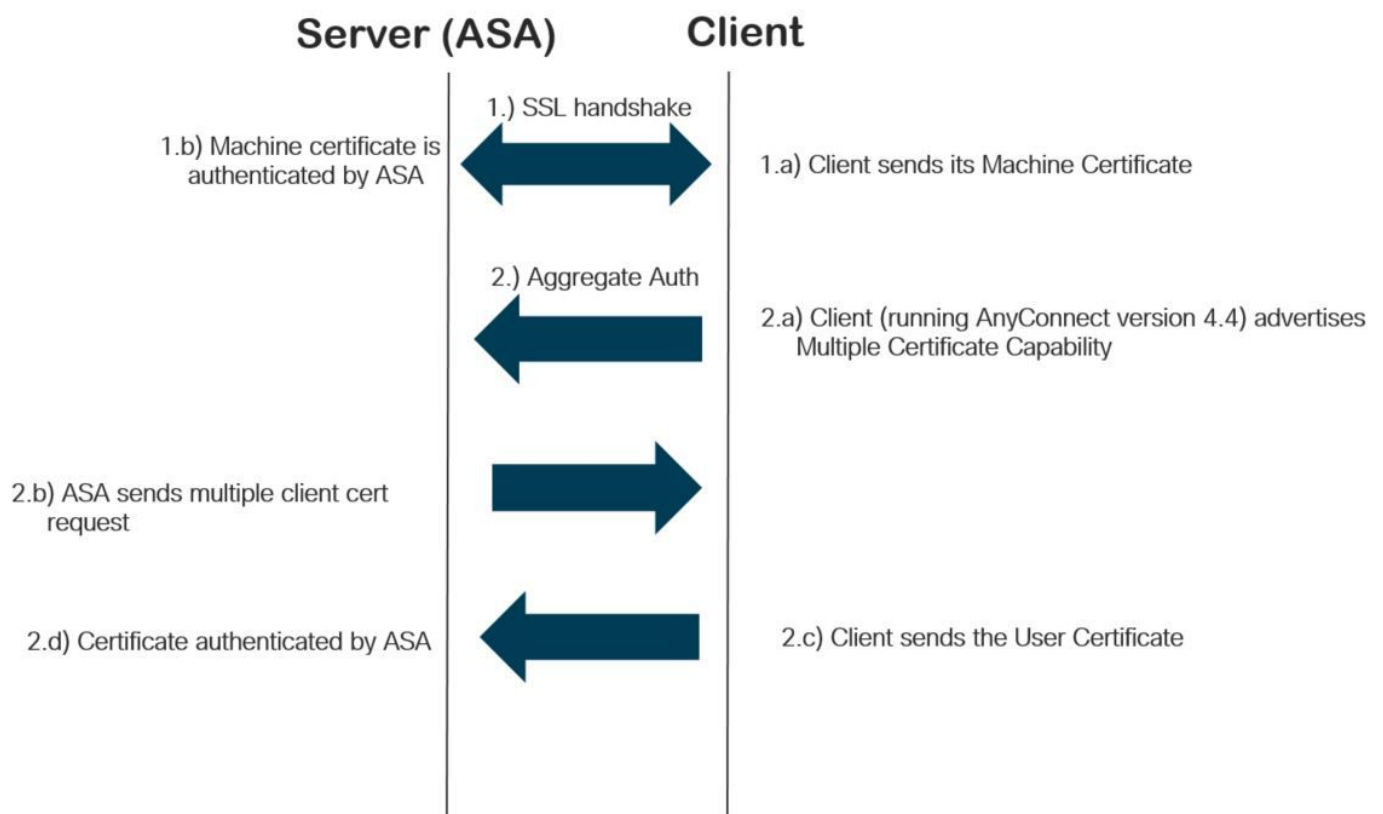 Server (ASA)
Client
1.) SSL handshake
1.b) Machine certificate is
authenticated by ASA
1.a) Client sends its Machine Certificate
2.) Aggregate Auth
2.a) Client (running AnyConnect version 4.4) advertises
Multiple Certificate Capability
2.b) ASA sends multiple client cert
request
2.d) Certificate authenticated by ASA
2.c) Client sends the User Certificate